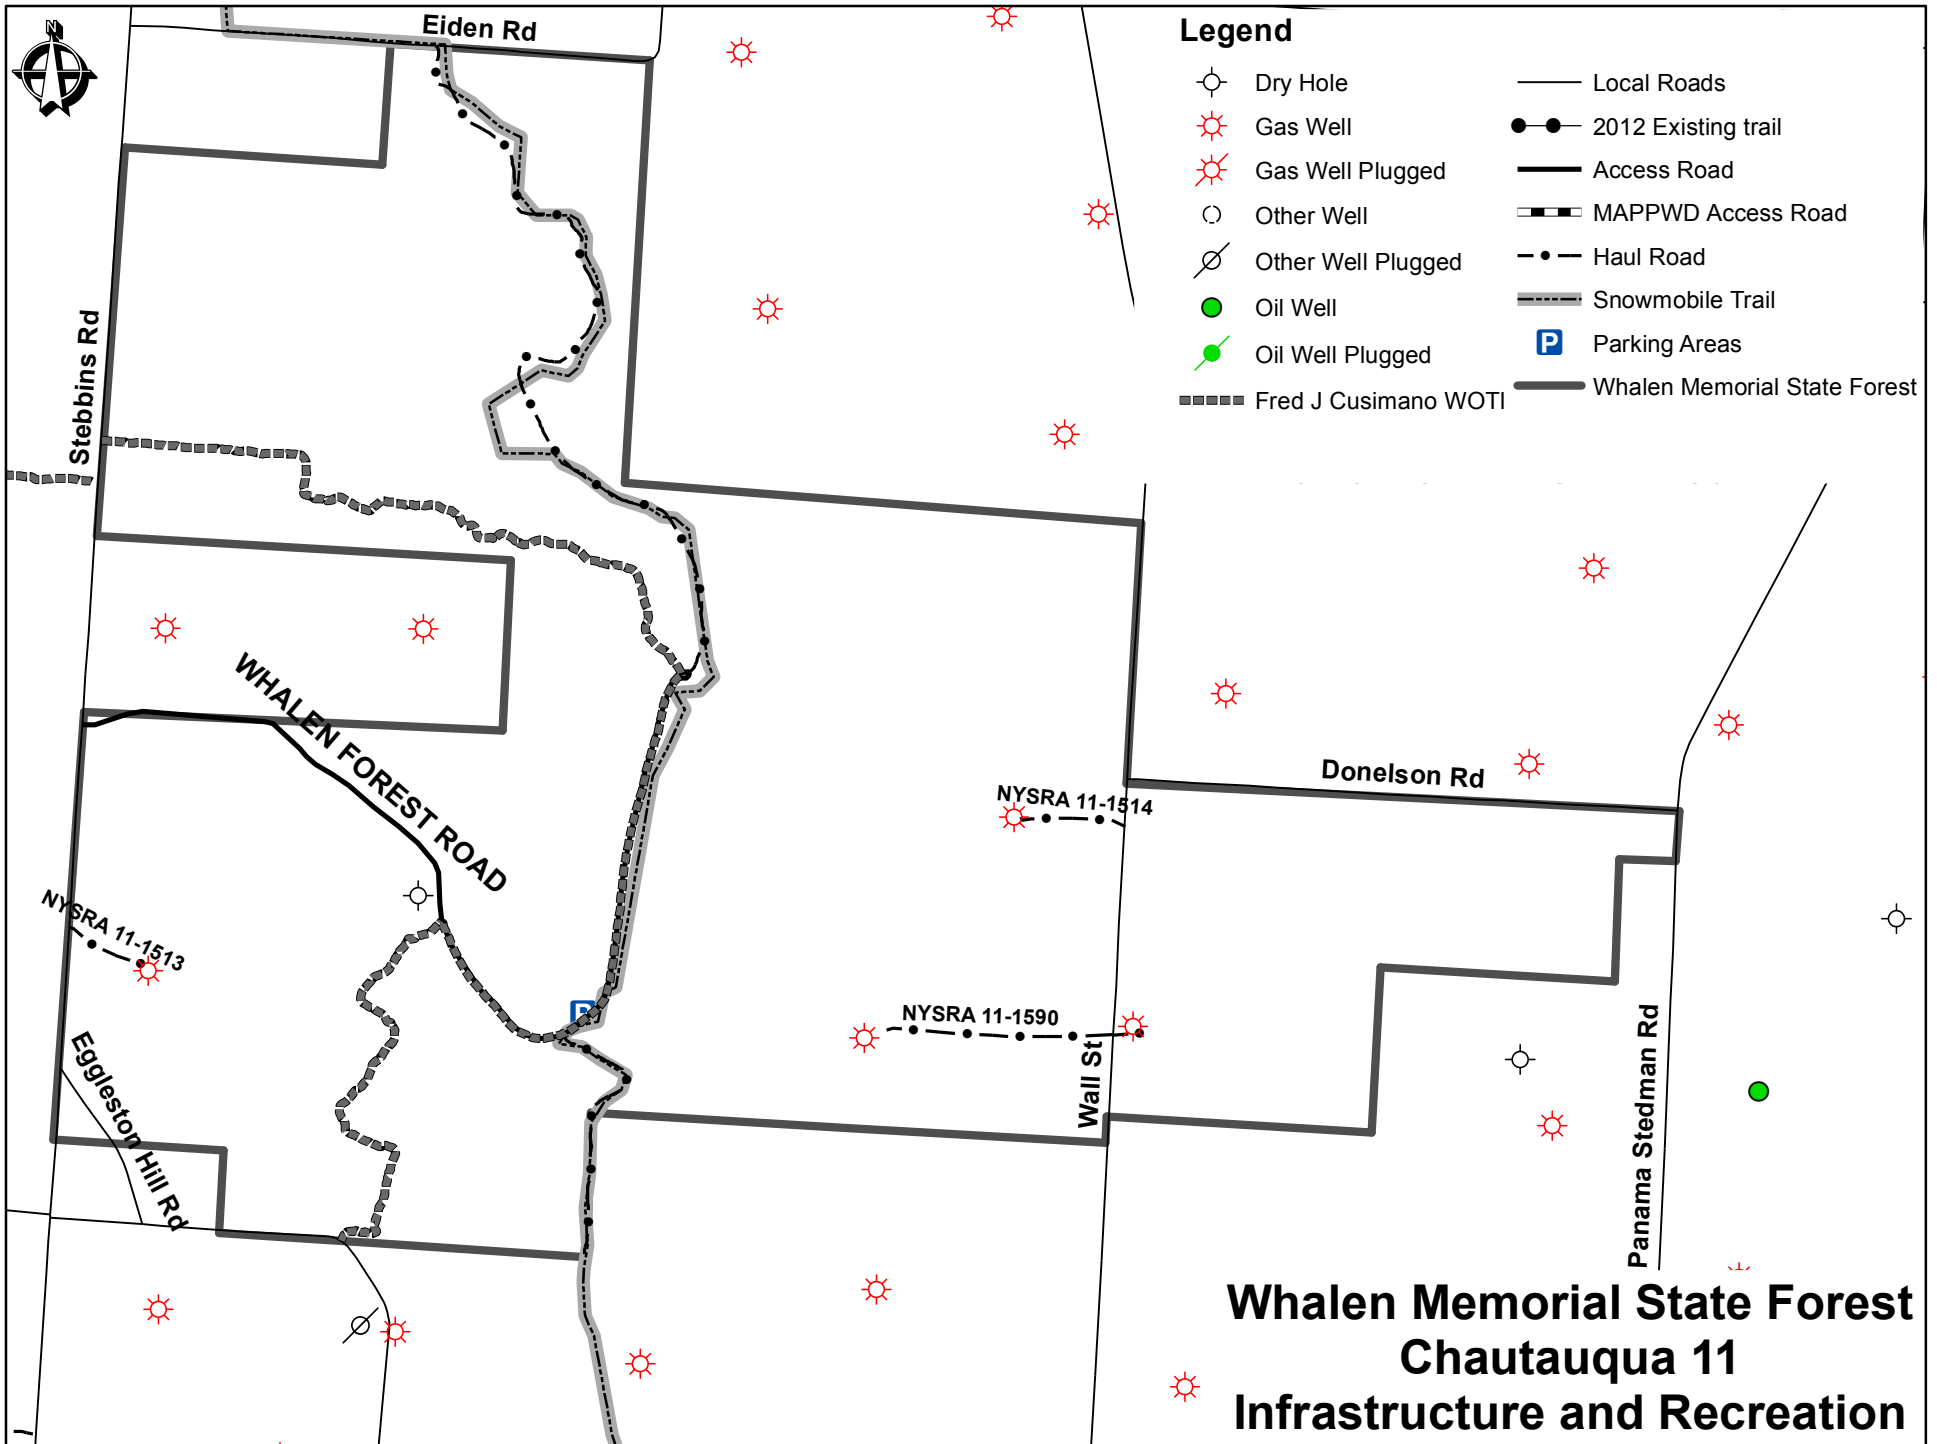 N
Eiden Rd
Legend
Dry Hole
Gas Well
Gas Well Plugged
Other Well
Other Well Plugged
Oil Well
Oil Well Plugged
Fred J Cusimano WOTI
Local Roads
2012 Existing trail
Access Road
MAPPWD Access Road
Haul Road
Snowmobile Trail
P
Parking Areas
Whalen Memorial State Forest
Stebbins Rd
WHALEN FOREST ROAD
Donelson Rd
NYSRA 11-1514
NYSRA 11-1513
P
NYSRA 11-1590
Wall St
Eggleston Hill Rd
Panama Stedman Rd
Whalen Memorial State Forest
Chautauqua 11
Infrastructure and Recreation